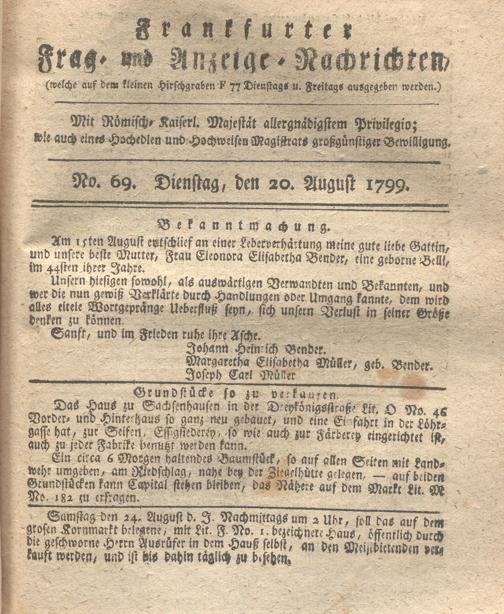 Frankfurter
Frag- und Anzeige-Nachrichten,
(welche auf dem kleinen Hirschgraben F 77 Dienstags u. Freitags ausgegeben werden.)
Mit Römisch-Kaiserl. Majestät allergnädigstem Privilegio;
wie auch eines Hochedlen und Hochweisen Magistrats großgünstiger Bewilligung.
No. 69. Dienstag, den 20. August 1799.
Bekanntmachung.
Am 15ten August entschlief an einer Leberverhärtung meine gute liebe Gattin,
und unsere beste Mutter, Frau Eleonora Elisabetha Bender, eine geborne Belli,
im 44sten ihrer Jahre.
Unsern hiesigen sowohl, als auswärtigen Verwandten und Bekannten, und
wer die nun gewiß Verklärte durch Handlungen oder Umgang kannte, dem wird
alles eitele Wortgepränge Ueberfluß seyn, sich unsern Verlust in seiner Größe
denken zu können.
Sanft, und im Frieden ruhe ihre Asche.
Johann Heinrich Bender.
Margaretha Elisabetha Müller, geb. Bender.
Joseph Carl Müller
Grundstücke so zu verkaufen.
Das Haus zu Sachsenhausen in der Dreykönigsstraße Lit. O No. 46
Vorder- und Hinterhaus so ganz neu gebauet, und eine Einfahrt in der Löhr-
gasse hat, zur Seifen, Essigsiederey, so wie auch zur Färberey eingerichtet ist,
auch zu jeder Fabrike benutzt werden kann.
Ein circa 6 Morgen haltendes Baumstück, so auf allen Seiten mit Land-
wehr umgeben, am Riedschlag, nahe bey der Ziegelhütte gelegen, — auf beiden
Grundstücken kann Capital stehen bleiben, das Nähere auf dem Markt Lit. M
No. 182 zu erfragen.
Samstag den 24. August d. J. Nachmittags um 2 Uhr, soll das auf dem
grosen Kornmarkt belegene, mit Lit. F. No. 1. bezeichnete Haus, öffentlich durch
die geschworne Herrn Ausrüfer in dem Hauß selbst, an den Meistbietenden ver-
kauft werden, und ist bis dahin täglich zu besehen.